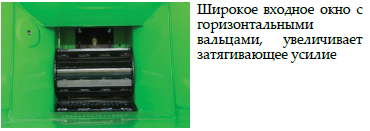 Широкое входное окно с
горизонтальными
вальцами, увеличивает
затягивающее усилие